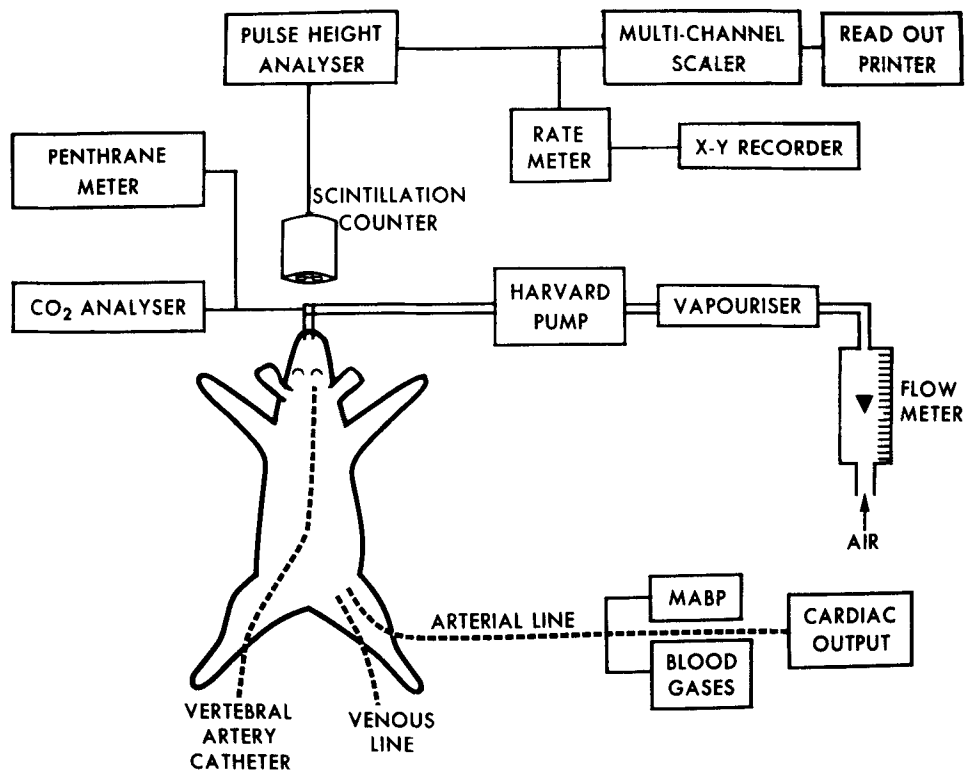 PULSE HEIGHT
ANALYSER
MULTI-CHANNEL
SCALER
READ OUT
PRINTER
RATE
METER
X-Y RECORDER
PENTHRANE
METER
SCINTILLATION
COUNTER
CO₂ ANALYSER
HARVARD
PUMP
VAPOURISER
FLOW
METER
AIR
ARTERIAL LINE
MABP
BLOOD
GASES
CARDIAC
OUTPUT
VERTEBRAL
ARTERY
CATHETER
VENOUS
LINE